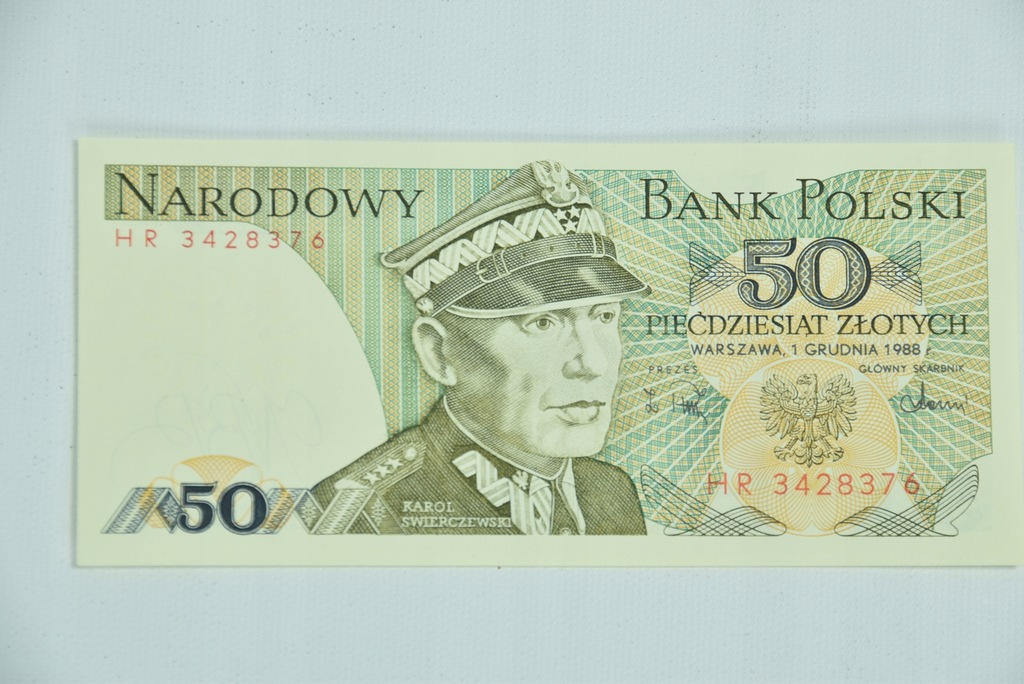 NARODOWY
BANK POLSKI
HR 3428376
50
PIEĆDZIESIAT ZŁOTYCH
WARSZAWA, 1 GRUDNIA 1988 r
PREZES
GŁÓWNY SKARBNIK
HR 3428376
50
KAROL
ŚWIERCZEWSKI